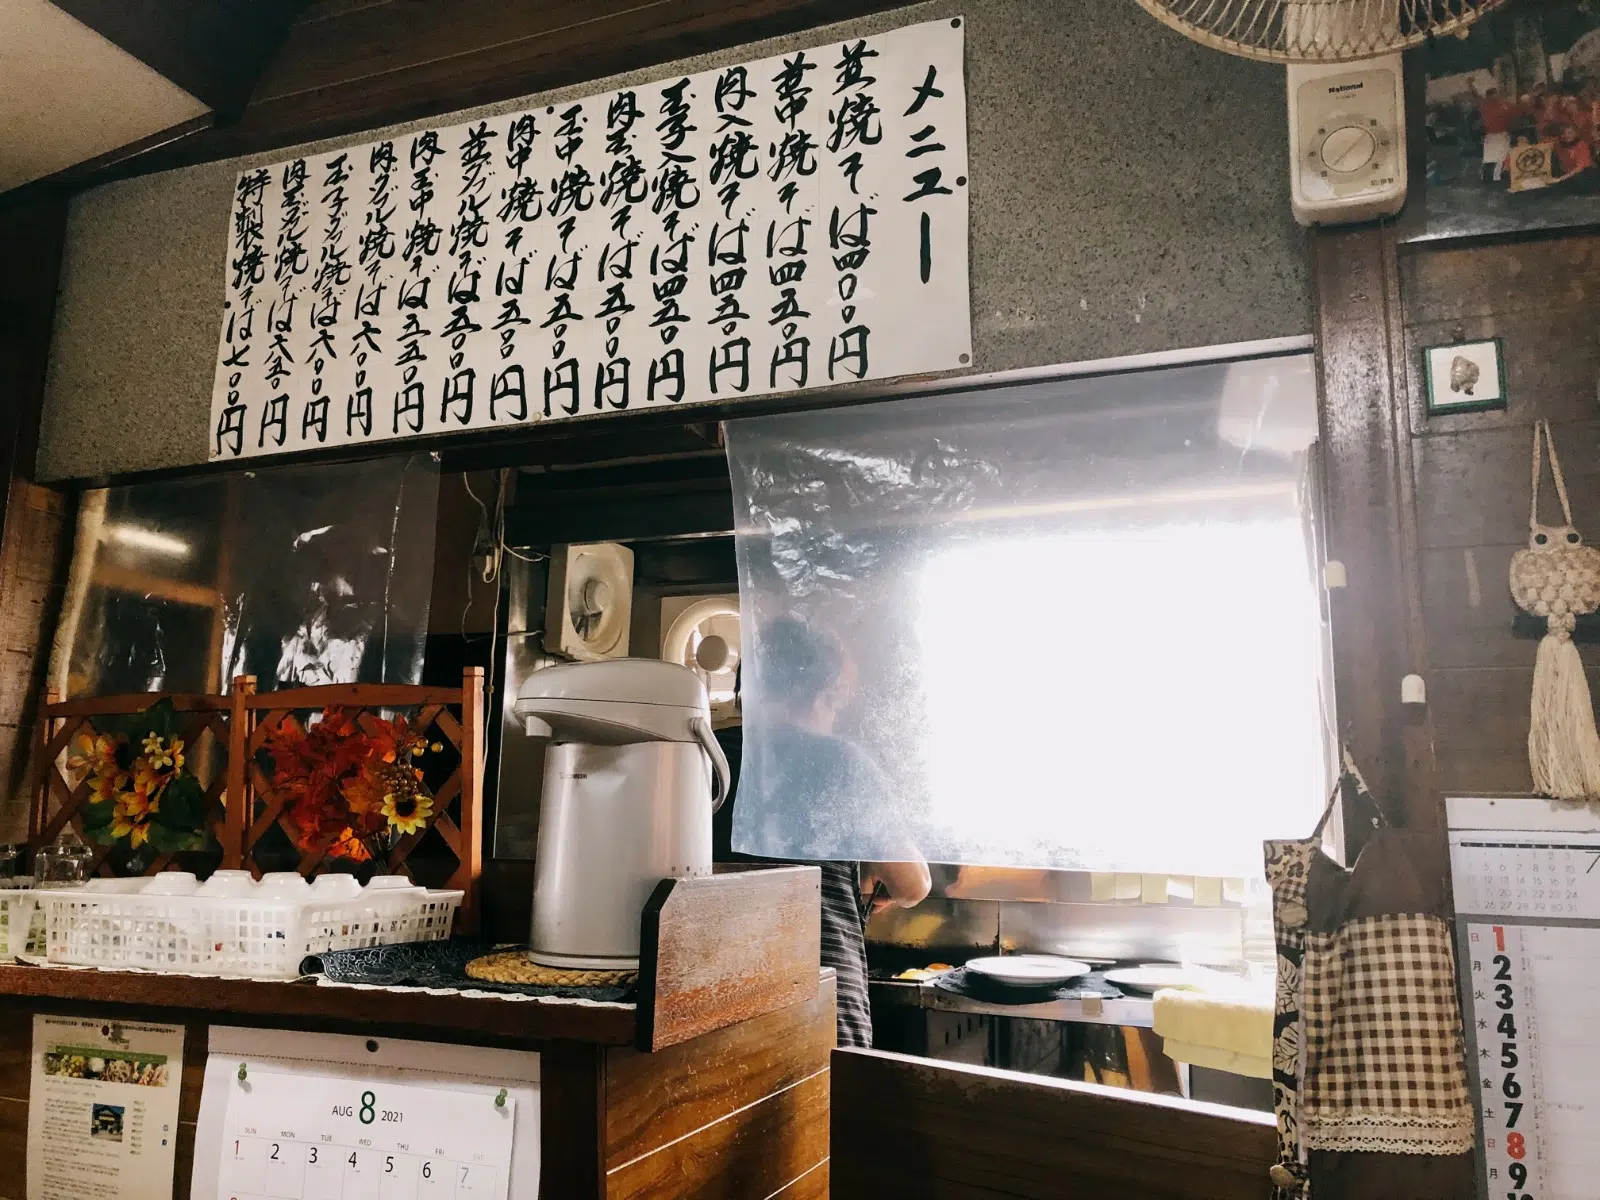 メニュー
並焼そば四〇〇円
並中焼そば四五〇円
肉入焼そば四五〇円
玉子入焼そば四五〇円
肉玉焼そば五〇〇円
玉中焼そば五〇〇円
肉中焼そば五〇〇円
並ダブル焼そば五〇〇円
肉玉中焼そば五五〇円
肉ダブル焼そば六〇〇円
玉子ダブル焼そば六〇〇円
肉玉ダブル焼そば六五〇円
特製焼そば七〇〇円
National
AUG 8 2021
SUN MON TUE WED THU FRI SAT
1 2 3 4 5 6 7
7
日 1
月 2
火 3
水 4
木 5
金 6
土 7
日 8
月 9